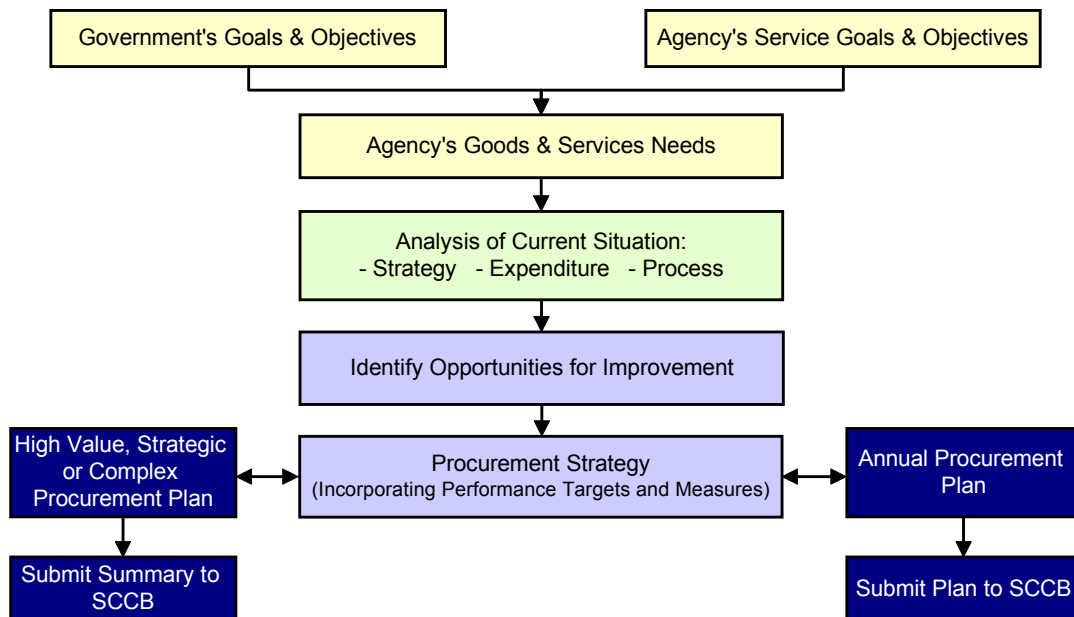 Government's Goals & Objectives
Agency's Service Goals & Objectives
Agency's Goods & Services Needs
Analysis of Current Situation:
- Strategy - Expenditure - Process
Identify Opportunities for Improvement
High Value, Strategic
or Complex
Procurement Plan
Procurement Strategy
(Incorporating Performance Targets and Measures)
Annual Procurement
Plan
Submit Summary to
SCCB
Submit Plan to SCCB